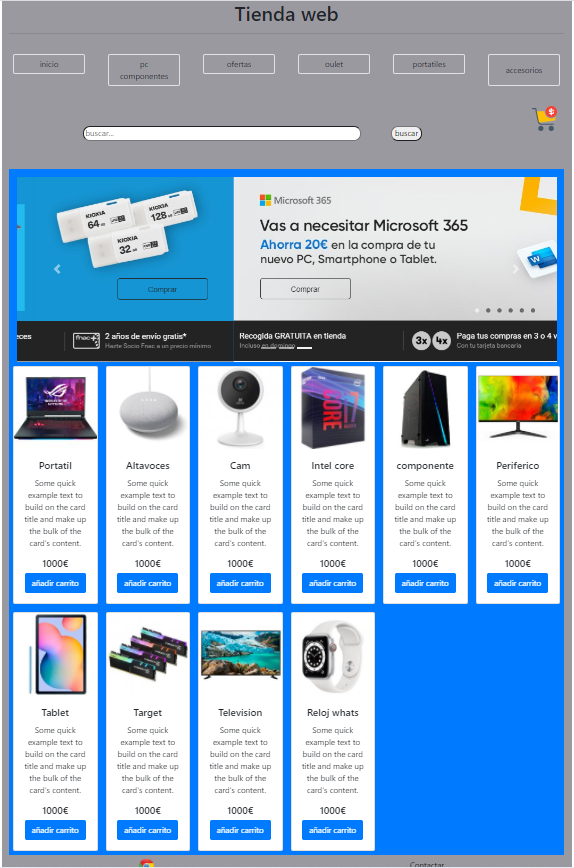 Tienda web
inicio
pc
componentes
ofertas
oulet
portatiles
accesorios
$
buscar...
buscar
KIOXIA
64 GB
KIOXIA
128 GB
KIOXIA
32 GB
Comprar
Microsoft 365
Vas a necesitar Microsoft 365
Ahorra 20€ en la compra de tu
nuevo PC, Smartphone o Tablet.
Comprar
W
eces
fnac+
2 años de envío gratis*
Hazte Socio Fnac a un precio mínimo
Recogida GRATUITA en tienda
Incluso en domingo
3x 4x
Paga tus compras en 3 o 4 v
Con tu tarjeta bancaria
CORE i7
Portatil
Some quick
example text to
build on the card
title and make up
the bulk of the
card's content.
1000€
añadir carrito
Altavoces
Some quick
example text to
build on the card
title and make up
the bulk of the
card's content.
1000€
añadir carrito
Cam
Some quick
example text to
build on the card
title and make up
the bulk of the
card's content.
1000€
añadir carrito
Intel core
Some quick
example text to
build on the card
title and make up
the bulk of the
card's content.
1000€
añadir carrito
componente
Some quick
example text to
build on the card
title and make up
the bulk of the
card's content.
1000€
añadir carrito
Periferico
Some quick
example text to
build on the card
title and make up
the bulk of the
card's content.
1000€
añadir carrito
Tablet
Some quick
example text to
build on the card
title and make up
the bulk of the
card's content.
1000€
añadir carrito
Target
Some quick
example text to
build on the card
title and make up
the bulk of the
card's content.
1000€
añadir carrito
Television
Some quick
example text to
build on the card
title and make up
the bulk of the
card's content.
1000€
añadir carrito
Reloj whats
Some quick
example text to
build on the card
title and make up
the bulk of the
card's content.
1000€
añadir carrito
Contactar